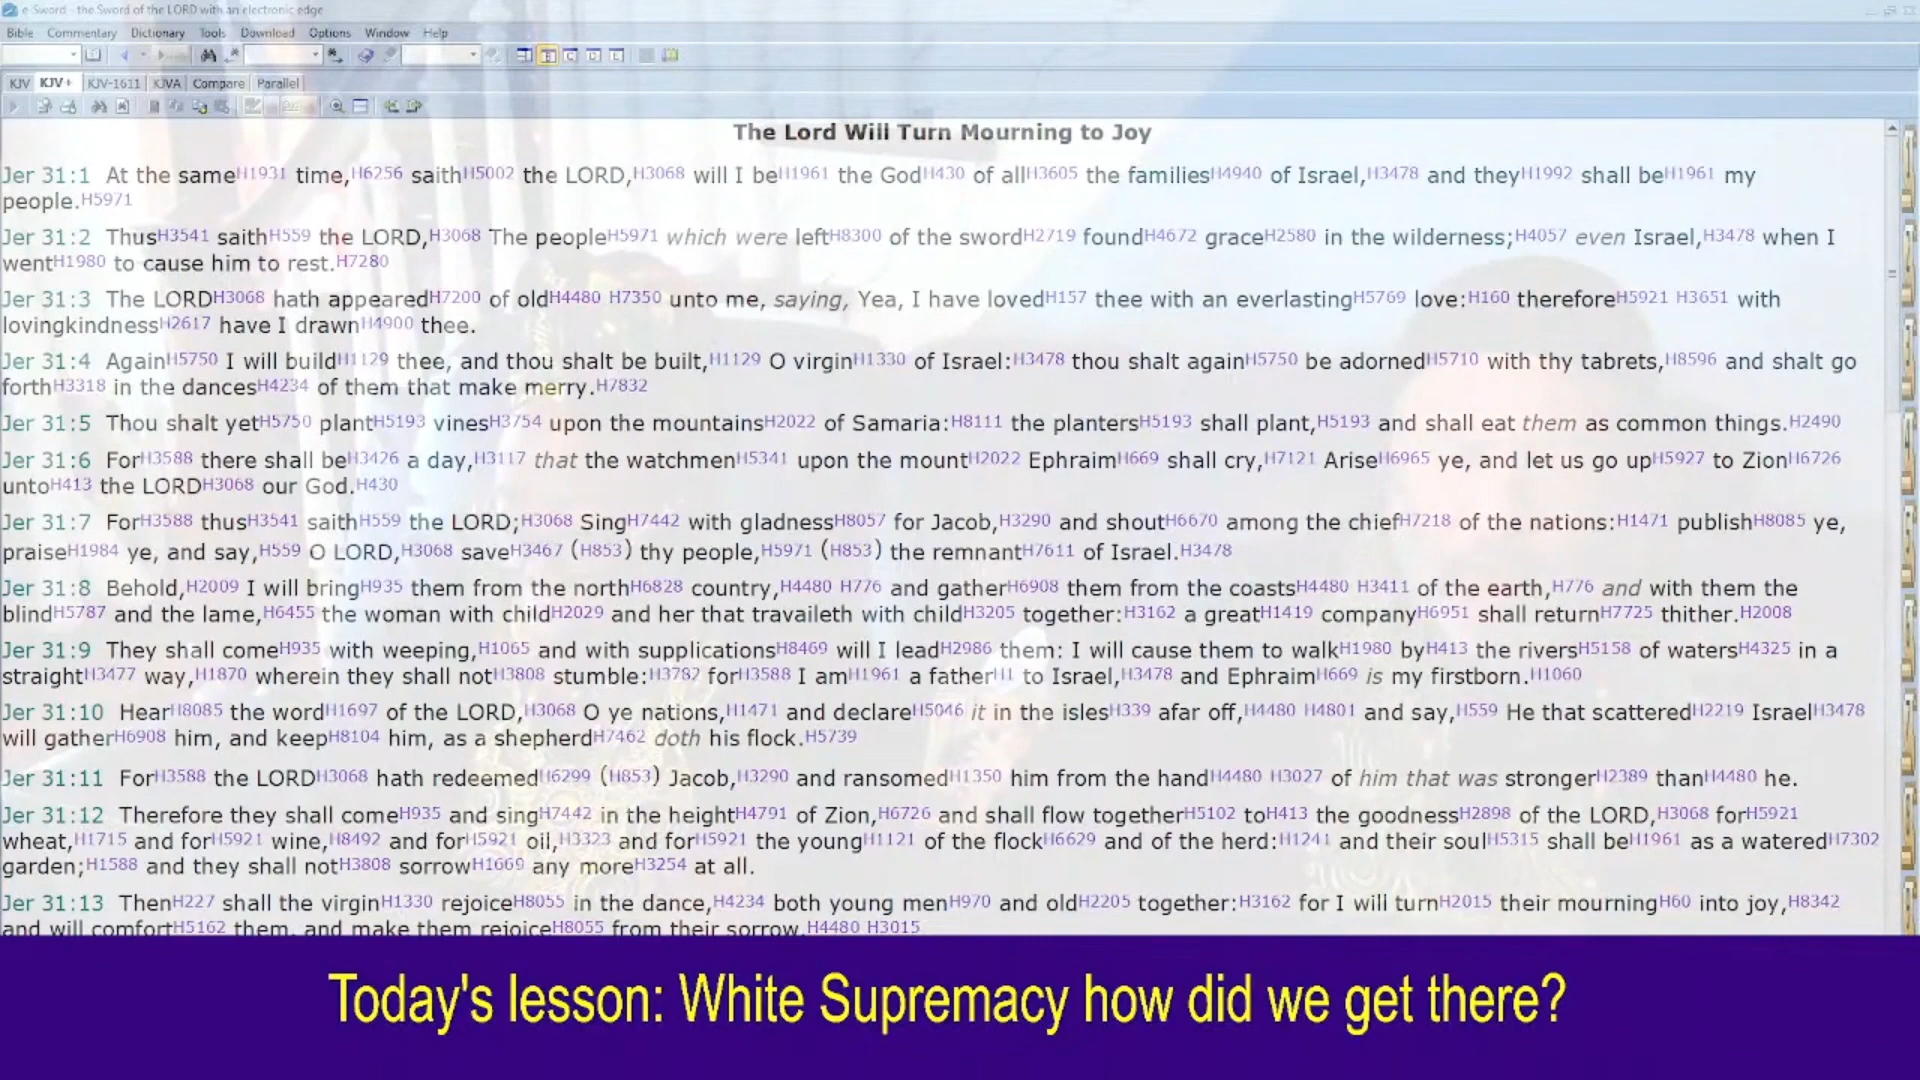 e-Sword - the Sword of the LORD with an electronic edge
Bible Commentary Dictionary Tools Download Options Window Help
KJV KJV+ KJV-1611 KJVA Compare Parallel
The Lord Will Turn Mourning to Joy
Jer 31:1 At the sameH1931 time,H6256 saithH5002 the LORD,H3068 will I beH1961 the GodH430 of allH3605 the familiesH4940 of Israel,H3478 and theyH1992 shall beH1961 my
people.H5971
Jer 31:2 ThusH3541 saithH559 the LORD,H3068 The peopleH5971 which were leftH8300 of the swordH2719 foundH4672 graceH2580 in the wilderness;H4057 even Israel,H3478 when I
wentH1980 to cause him to rest.H7280
Jer 31:3 The LORDH3068 hath appearedH7200 of oldH4480 H7350 unto me, saying, Yea, I have lovedH157 thee with an everlastingH5769 love:H160 thereforeH5921 H3651 with
lovingkindnessH2617 have I drawnH4900 thee.
Jer 31:4 AgainH5750 I will buildH1129 thee, and thou shalt be built,H1129 O virginH1330 of Israel:H3478 thou shalt againH5750 be adornedH5710 with thy tabrets,H8596 and shalt go
forthH3318 in the dancesH4234 of them that make merry.H7832
Jer 31:5 Thou shalt yetH5750 plantH5193 vinesH3754 upon the mountainsH2022 of Samaria:H8111 the plantersH5193 shall plant,H5193 and shall eat them as common things.H2490
Jer 31:6 ForH3588 there shall beH3426 a day,H3117 that the watchmenH5341 upon the mountH2022 EphraimH669 shall cry,H7121 AriseH6965 ye, and let us go upH5927 to ZionH6726
untoH413 the LORDH3068 our God.H430
Jer 31:7 ForH3588 thusH3541 saithH559 the LORD;H3068 SingH7442 with gladnessH8057 for Jacob,H3290 and shoutH6670 among the chiefH7218 of the nations:H1471 publishH8085 ye,
praiseH1984 ye, and say,H559 O LORD,H3068 saveH3467 (H853) thy people,H5971 (H853) the remnantH7611 of Israel.H3478
Jer 31:8 Behold,H2009 I will bringH935 them from the northH6828 country,H4480 H776 and gatherH6908 them from the coastsH4480 H3411 of the earth,H776 and with them the
blindH5787 and the lame,H6455 the woman with childH2029 and her that travaileth with childH3205 together:H3162 a greatH1419 companyH6951 shall returnH7725 thither.H2008
Jer 31:9 They shall comeH935 with weeping,H1065 and with supplicationsH8469 will I leadH2986 them: I will cause them to walkH1980 byH413 the riversH5158 of watersH4325 in a
straightH3477 way,H1870 wherein they shall notH3808 stumble:H3782 forH3588 I amH1961 a fatherH1 to Israel,H3478 and EphraimH669 is my firstborn.H1060
Jer 31:10 HearH8085 the wordH1697 of the LORD,H3068 O ye nations,H1471 and declareH5046 it in the islesH339 afar off,H4480 H4801 and say,H559 He that scatteredH2219 IsraelH3478
will gatherH6908 him, and keepH8104 him, as a shepherdH7462 doth his flock.H5739
Jer 31:11 ForH3588 the LORDH3068 hath redeemedH6299 (H853) Jacob,H3290 and ransomedH1350 him from the handH4480 H3027 of him that was strongerH2389 thanH4480 he.
Jer 31:12 Therefore they shall comeH935 and singH7442 in the heightH4791 of Zion,H6726 and shall flow togetherH5102 toH413 the goodnessH2898 of the LORD,H3068 forH5921
wheat,H1715 and forH5921 wine,H8492 and forH5921 oil,H3323 and forH5921 the youngH1121 of the flockH6629 and of the herd:H1241 and their soulH5315 shall beH1961 as a wateredH7302
garden;H1588 and they shall notH3808 sorrowH1669 any moreH3254 at all.
Jer 31:13 ThenH227 shall the virginH1330 rejoiceH8055 in the dance,H4234 both young menH970 and oldH2205 together:H3162 for I will turnH2015 their mourningH60 into joy,H8342
and will comfortH5162 them, and make them rejoiceH8055 from their sorrow.H4480 H3015
Today's lesson: White Supremacy how did we get there?